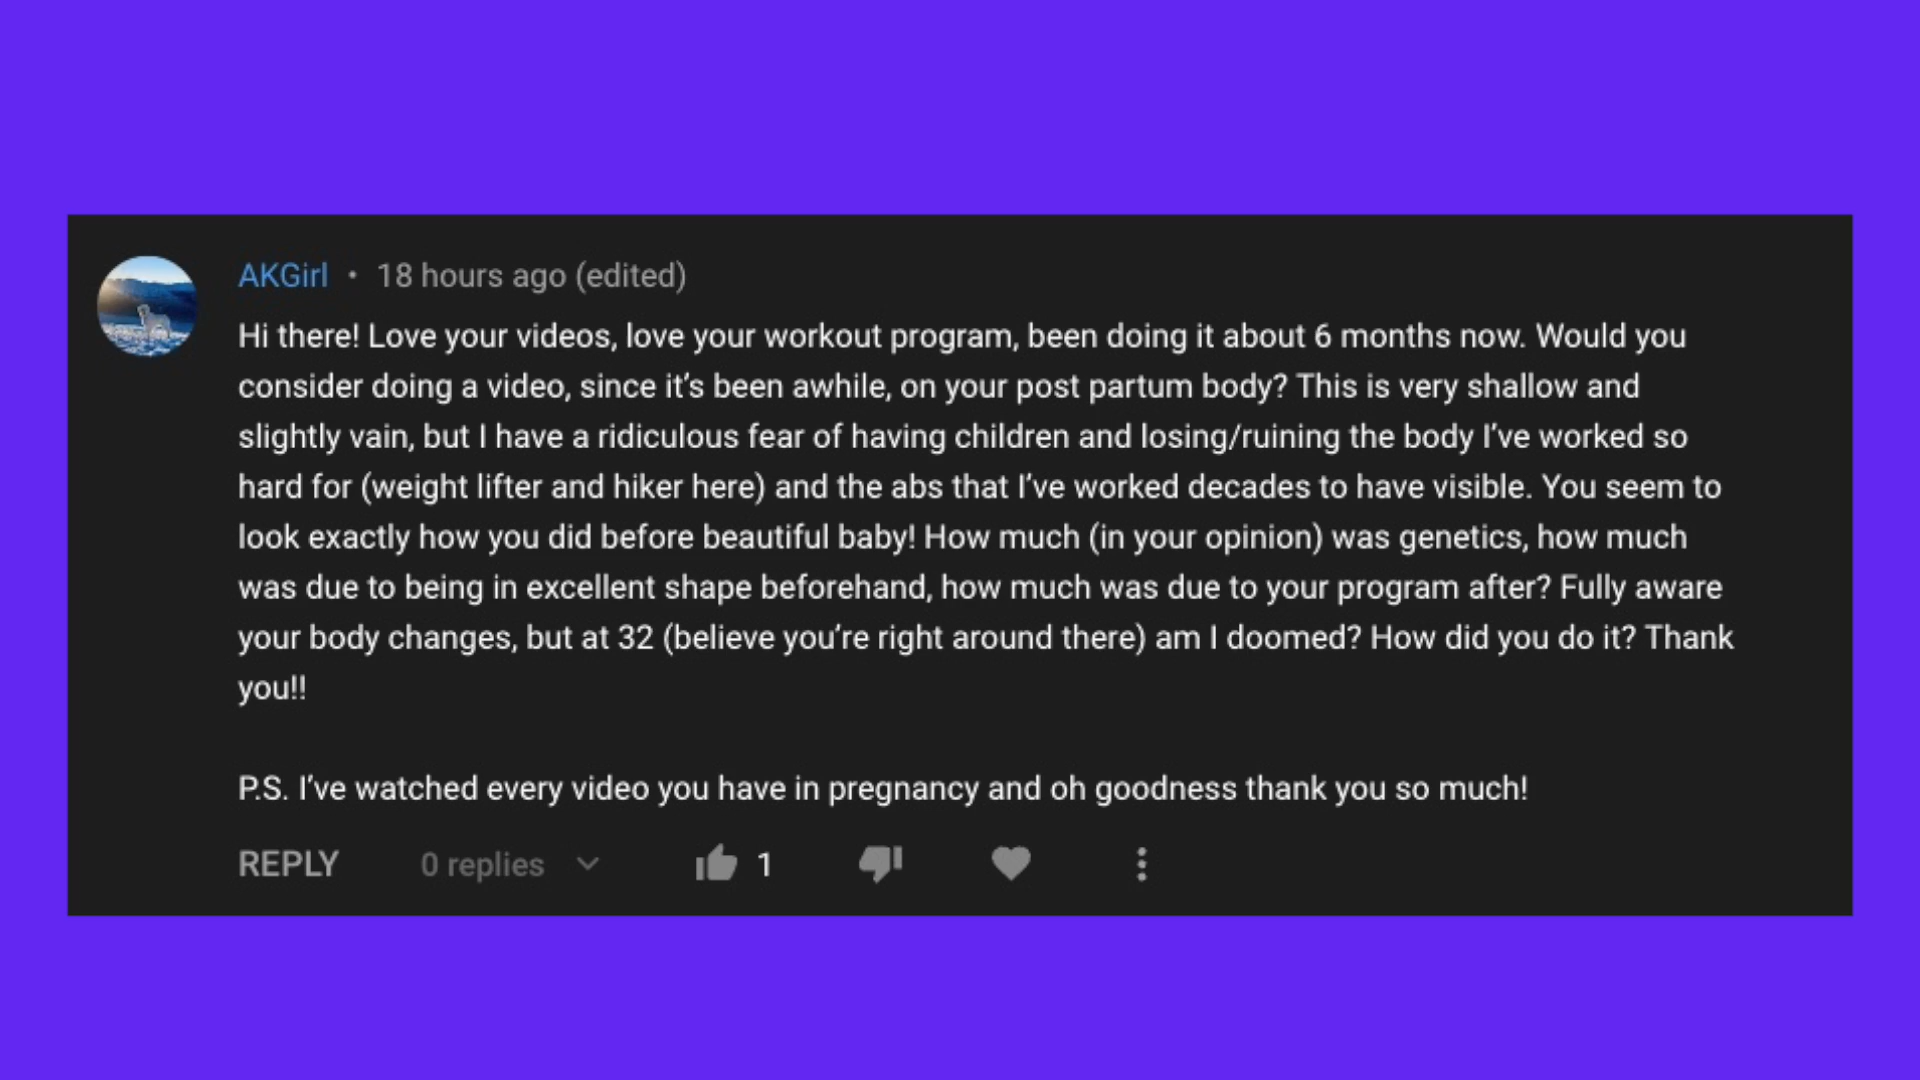 AKGirl • 18 hours ago (edited)
Hi there! Love your videos, love your workout program, been doing it about 6 months now. Would you
consider doing a video, since it's been awhile, on your post partum body? This is very shallow and
slightly vain, but I have a ridiculous fear of having children and losing/ruining the body I've worked so
hard for (weight lifter and hiker here) and the abs that I've worked decades to have visible. You seem to
look exactly how you did before beautiful baby! How much (in your opinion) was genetics, how much
was due to being in excellent shape beforehand, how much was due to your program after? Fully aware
your body changes, but at 32 (believe you're right around there) am I doomed? How did you do it? Thank
you!!
P.S. I've watched every video you have in pregnancy and oh goodness thank you so much!
REPLY 0 replies 1